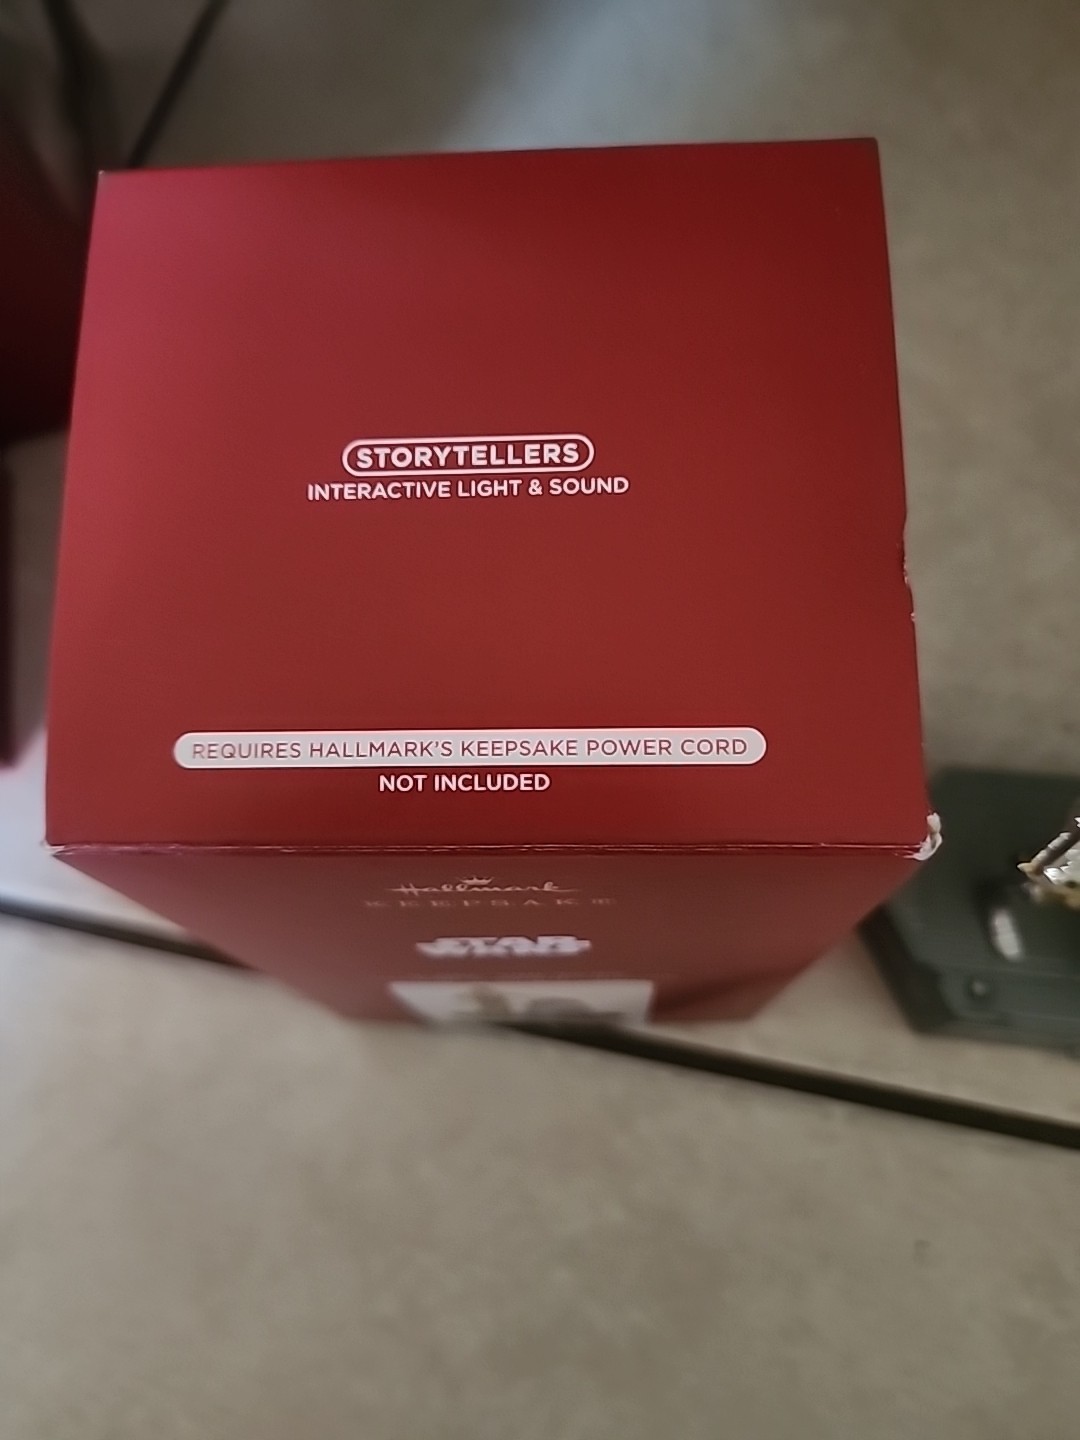 STORYTELLERS
INTERACTIVE LIGHT & SOUND
REQUIRES HALLMARK'S KEEPSAKE POWER CORD
NOT INCLUDED
Hallmark
KEEPSAKE
STAR
WARS